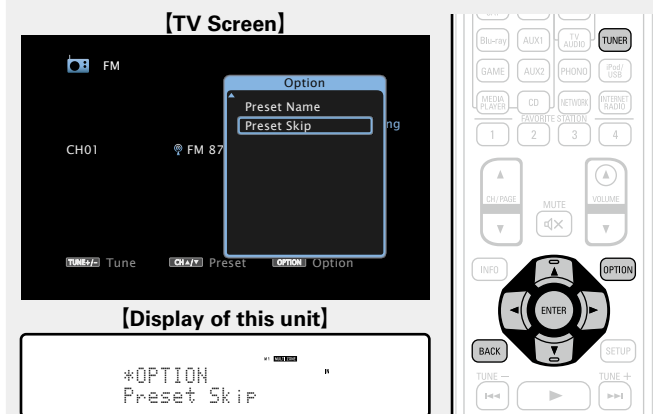 【TV Screen】
FM
Option
Preset Name
Preset Skip
ng
CH01
FM 87
TUNE+/- Tune
CH▲/▼ Preset
OPTION Option
【Display of this unit】
M1 MULTI ZONE
*OPTION
Preset Skip
Blu-ray
AUX1
TV AUDIO
TUNER
GAME
AUX2
PHONO
iPod/ USB
MEDIA PLAYER
CD
NETWORK
INTERNET RADIO
FAVORITE STATION
1
2
3
4
CH/PAGE
MUTE
VOLUME
INFO
OPTION
ENTER
BACK
SETUP
TUNE −
TUNE +